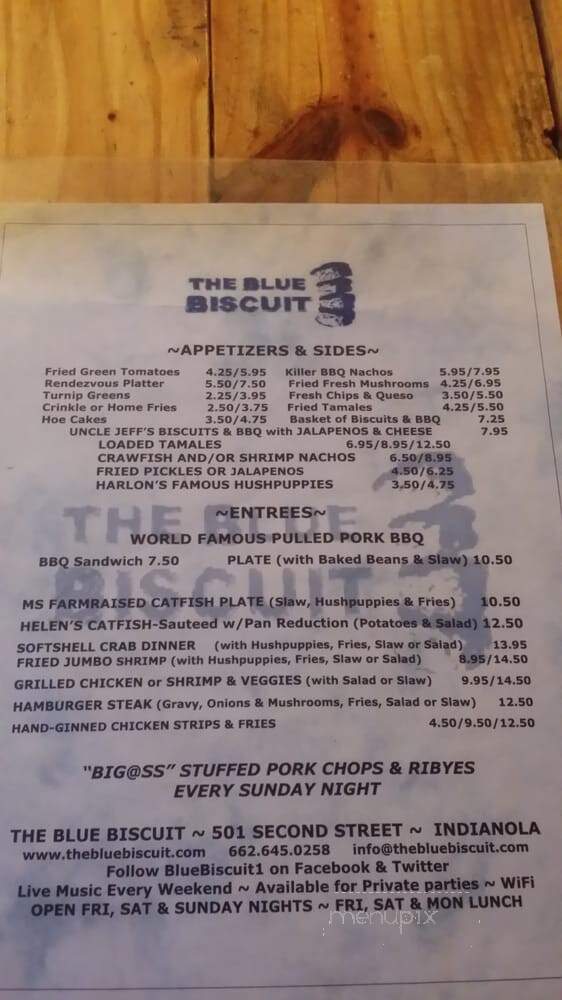 THE BLUE
BISCUIT
~APPETIZERS & SIDES~
Fried Green Tomatoes 4.25/5.95 Killer BBQ Nachos 5.95/7.95
Rendezvous Platter 5.50/7.50 Fried Fresh Mushrooms 4.25/6.95
Turnip Greens 2.25/3.95 Fresh Chips & Queso 3.50/5.50
Crinkle or Home Fries 2.50/3.75 Fried Tamales 4.25/5.50
Hoe Cakes 3.50/4.75 Basket of Biscuits & BBQ 7.25
UNCLE JEFF'S BISCUITS & BBQ with JALAPENOS & CHEESE 7.95
LOADED TAMALES 6.95/8.95/12.50
CRAWFISH AND/OR SHRIMP NACHOS 6.50/8.95
FRIED PICKLES OR JALAPENOS 4.50/6.25
HARLON'S FAMOUS HUSHPUPPIES 3.50/4.75
~ENTREES~
THE BLUE
BISCUIT
WORLD FAMOUS PULLED PORK BBQ
BBQ Sandwich 7.50 PLATE (with Baked Beans & Slaw) 10.50
MS FARMRAISED CATFISH PLATE (Slaw, Hushpuppies & Fries) 10.50
HELEN'S CATFISH-Sauteed w/Pan Reduction (Potatoes & Salad) 12.50
SOFTSHELL CRAB DINNER (with Hushpuppies, Fries, Slaw or Salad) 13.95
FRIED JUMBO SHRIMP (with Hushpuppies, Fries, Slaw or Salad) 8.95/14.50
GRILLED CHICKEN or SHRIMP & VEGGIES (with Salad or Slaw) 9.95/14.50
HAMBURGER STEAK (Gravy, Onions & Mushrooms, Fries, Salad or Slaw) 12.50
HAND-GINNED CHICKEN STRIPS & FRIES 4.50/9.50/12.50
"BIG@SS" STUFFED PORK CHOPS & RIBYES
EVERY SUNDAY NIGHT
THE BLUE BISCUIT ~ 501 SECOND STREET ~ INDIANOLA
www.thebluebiscuit.com 662.645.0258 info@thebluebiscuit.com
Follow BlueBiscuit1 on Facebook & Twitter
Live Music Every Weekend ~ Available for Private parties ~ WiFi
OPEN FRI, SAT & SUNDAY NIGHTS ~ FRI, SAT & MON LUNCH
menupix